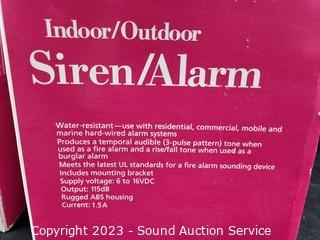 Indoor/Outdoor
Siren/Alarm
Water-resistant—use with residential, commercial, mobile and
marine hard-wired alarm systems
Produces a temporal audible (3-pulse pattern) tone when
used as a fire alarm and a rise/fall tone when used as a
burglar alarm
Meets the latest UL standards for a fire alarm sounding device
Includes mounting bracket
Supply voltage: 6 to 16VDC
Output: 115dB
Rugged ABS housing
Current: 1.5A
Copyright 2023 - Sound Auction Service